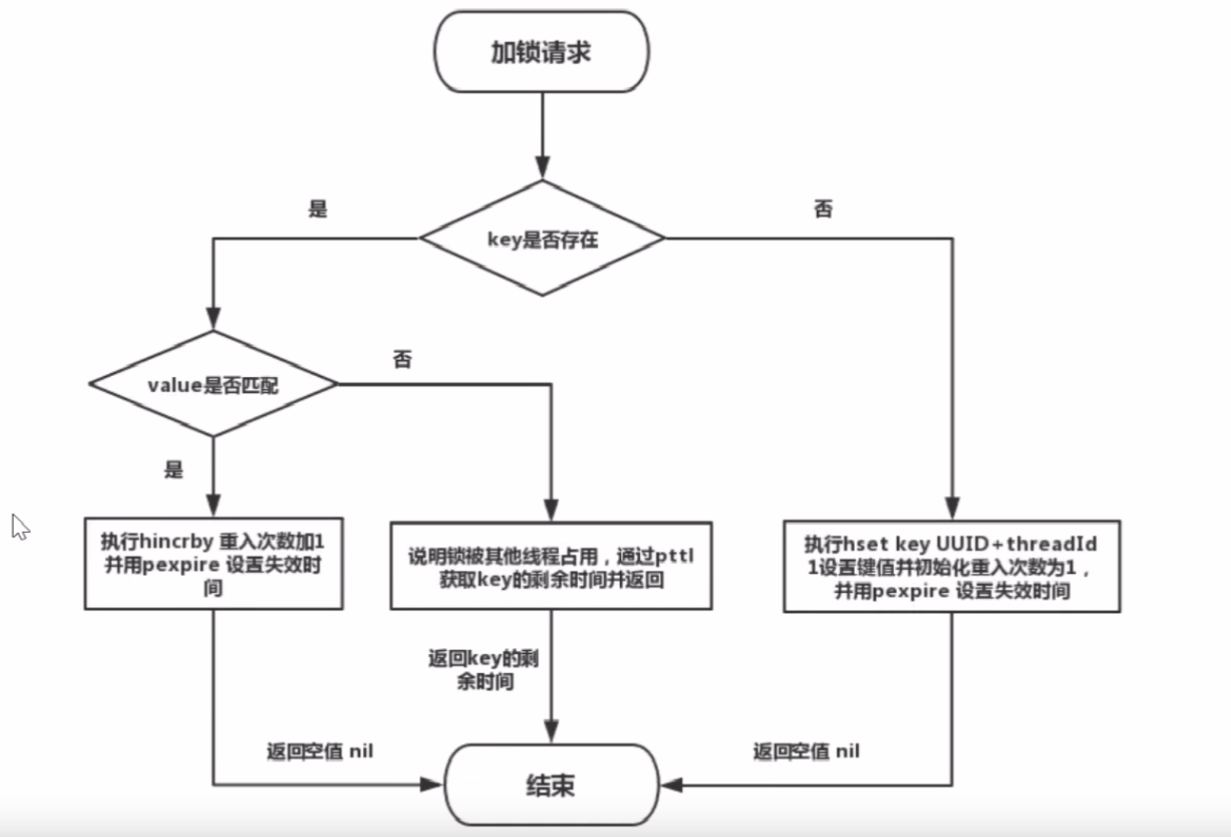 加锁请求
是
否
key是否存在
否
value是否匹配
是
执行hincrby 重入次数加1
并用pexpire 设置失效时
间
说明锁被其他线程占用，通过pttl
获取key的剩余时间并返回
执行hset key UUID+threadId
1设置键值并初始化重入次数为1，
并用pexpire 设置失效时间
返回key的剩
余时间
返回空值 nil
返回空值 nil
结束